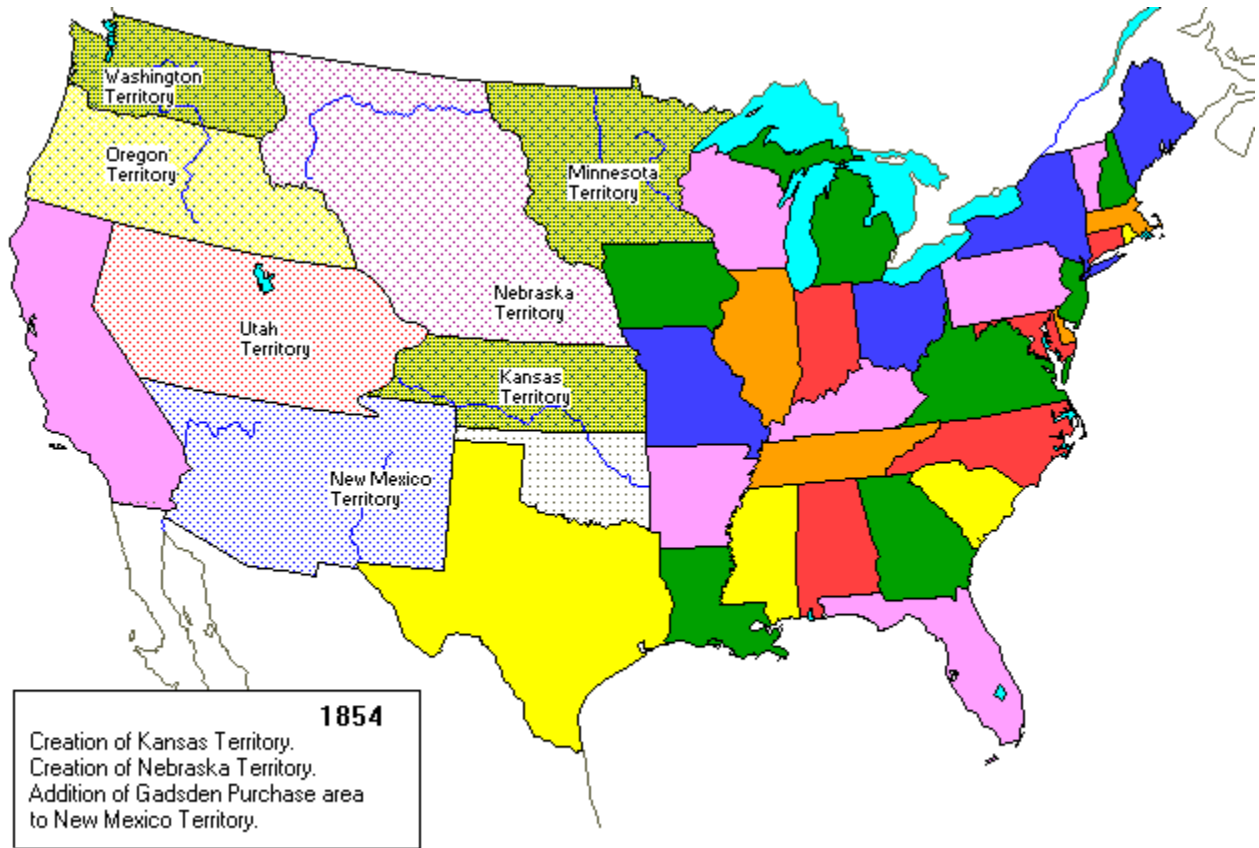 Washington
Territory
Oregon
Territory
Minnesota
Territory
Nebraska
Territory
Utah
Territory
Kansas
Territory
New Mexico
Territory
1854
Creation of Kansas Territory.
Creation of Nebraska Territory.
Addition of Gadsden Purchase area
to New Mexico Territory.